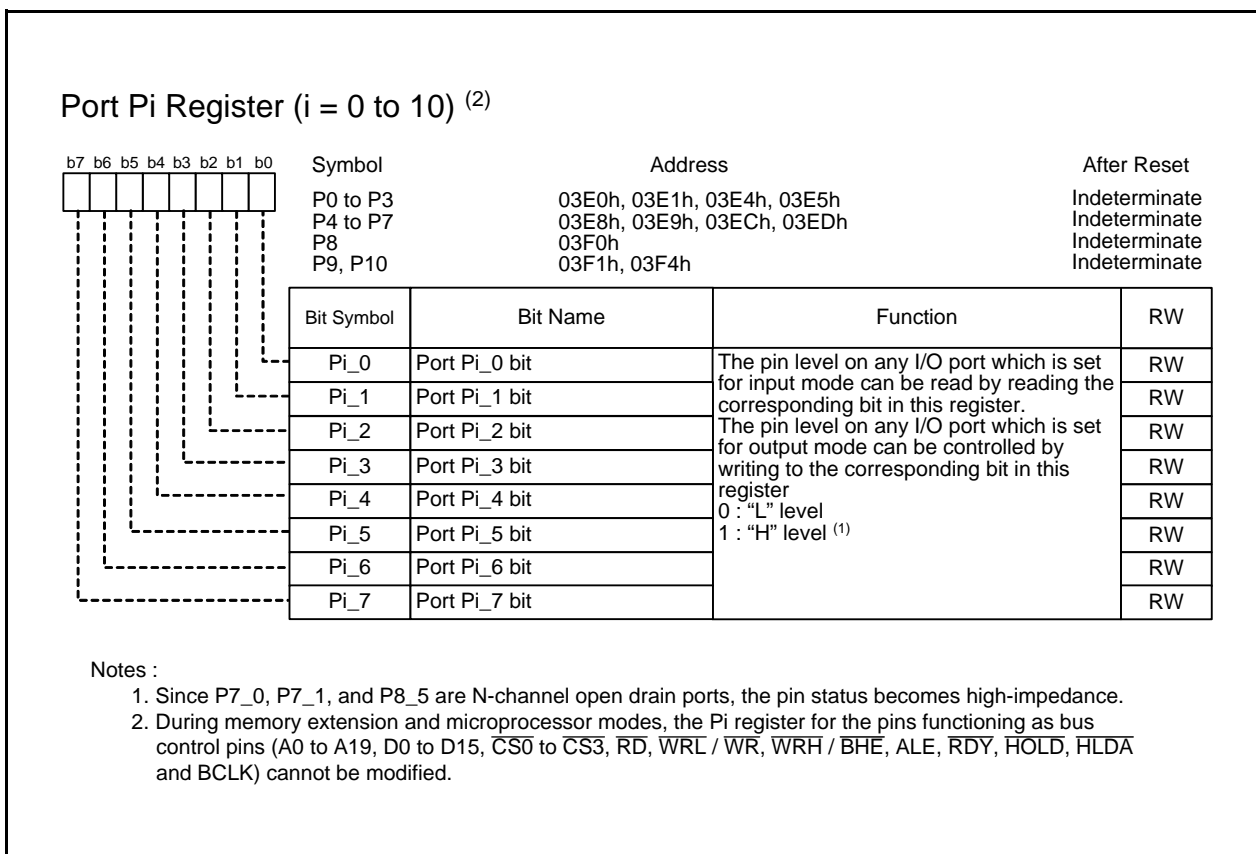 Port Pi Register (i = 0 to 10) (2)
b7 b6 b5 b4 b3 b2 b1 b0
Symbol Address After Reset
P0 to P3 03E0h, 03E1h, 03E4h, 03E5h Indeterminate
P4 to P7 03E8h, 03E9h, 03ECh, 03EDh Indeterminate
P8 03F0h Indeterminate
P9, P10 03F1h, 03F4h Indeterminate
Bit Symbol Bit Name Function RW
Pi_0 Port Pi_0 bit RW
Pi_1 Port Pi_1 bit RW
Pi_2 Port Pi_2 bit RW
Pi_3 Port Pi_3 bit RW
Pi_4 Port Pi_4 bit RW
Pi_5 Port Pi_5 bit RW
Pi_6 Port Pi_6 bit RW
Pi_7 Port Pi_7 bit RW
The pin level on any I/O port which is set
for input mode can be read by reading the
corresponding bit in this register.
The pin level on any I/O port which is set
for output mode can be controlled by
writing to the corresponding bit in this
register
0 : “L” level
1 : “H” level (1)
Notes :
1. Since P7_0, P7_1, and P8_5 are N-channel open drain ports, the pin status becomes high-impedance.
2. During memory extension and microprocessor modes, the Pi register for the pins functioning as bus
control pins (A0 to A19, D0 to D15, C̅S̅0̅ to C̅S̅3̅, R̅D̅, W̅R̅L̅ / W̅R̅, W̅R̅H̅ / B̅H̅E̅, ALE, R̅D̅Y̅, H̅O̅L̅D̅, H̅L̅D̅A̅
and BCLK) cannot be modified.